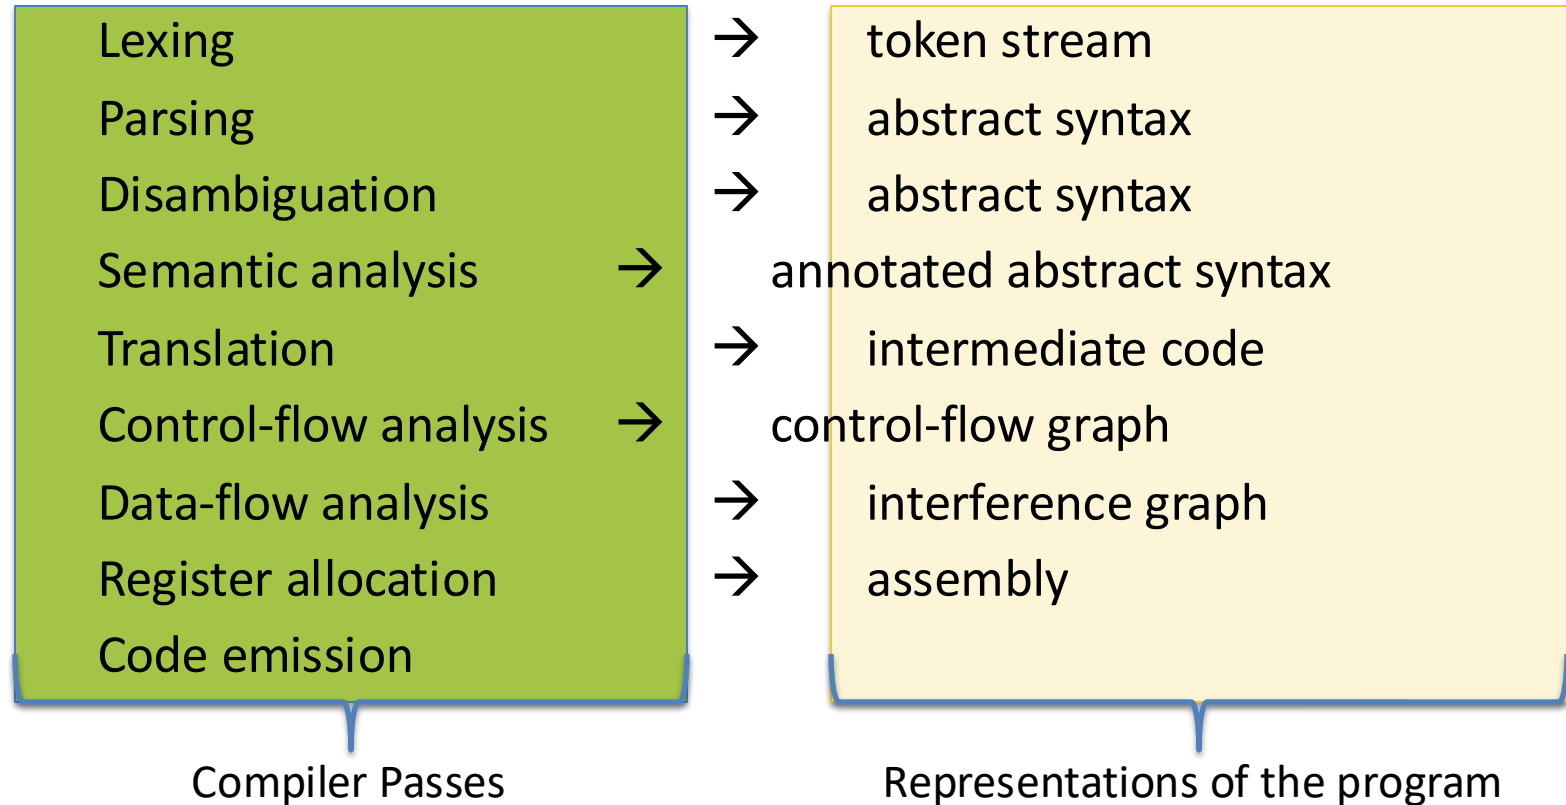 Lexing → token stream
Parsing → abstract syntax
Disambiguation → abstract syntax
Semantic analysis → annotated abstract syntax
Translation → intermediate code
Control-flow analysis → control-flow graph
Data-flow analysis → interference graph
Register allocation → assembly
Code emission
Compiler Passes Representations of the program